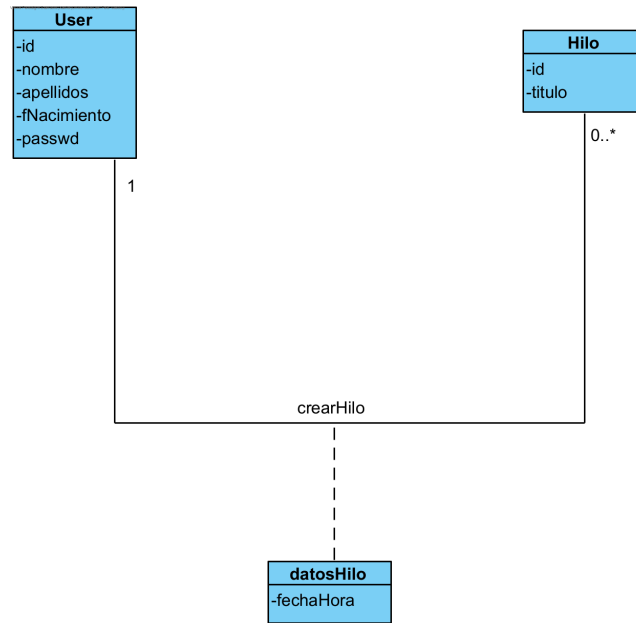 User
-id
-nombre
-apellidos
-fNacimiento
-passwd
Hilo
-id
-titulo
0..*
1
crearHilo
datosHilo
-fechaHora